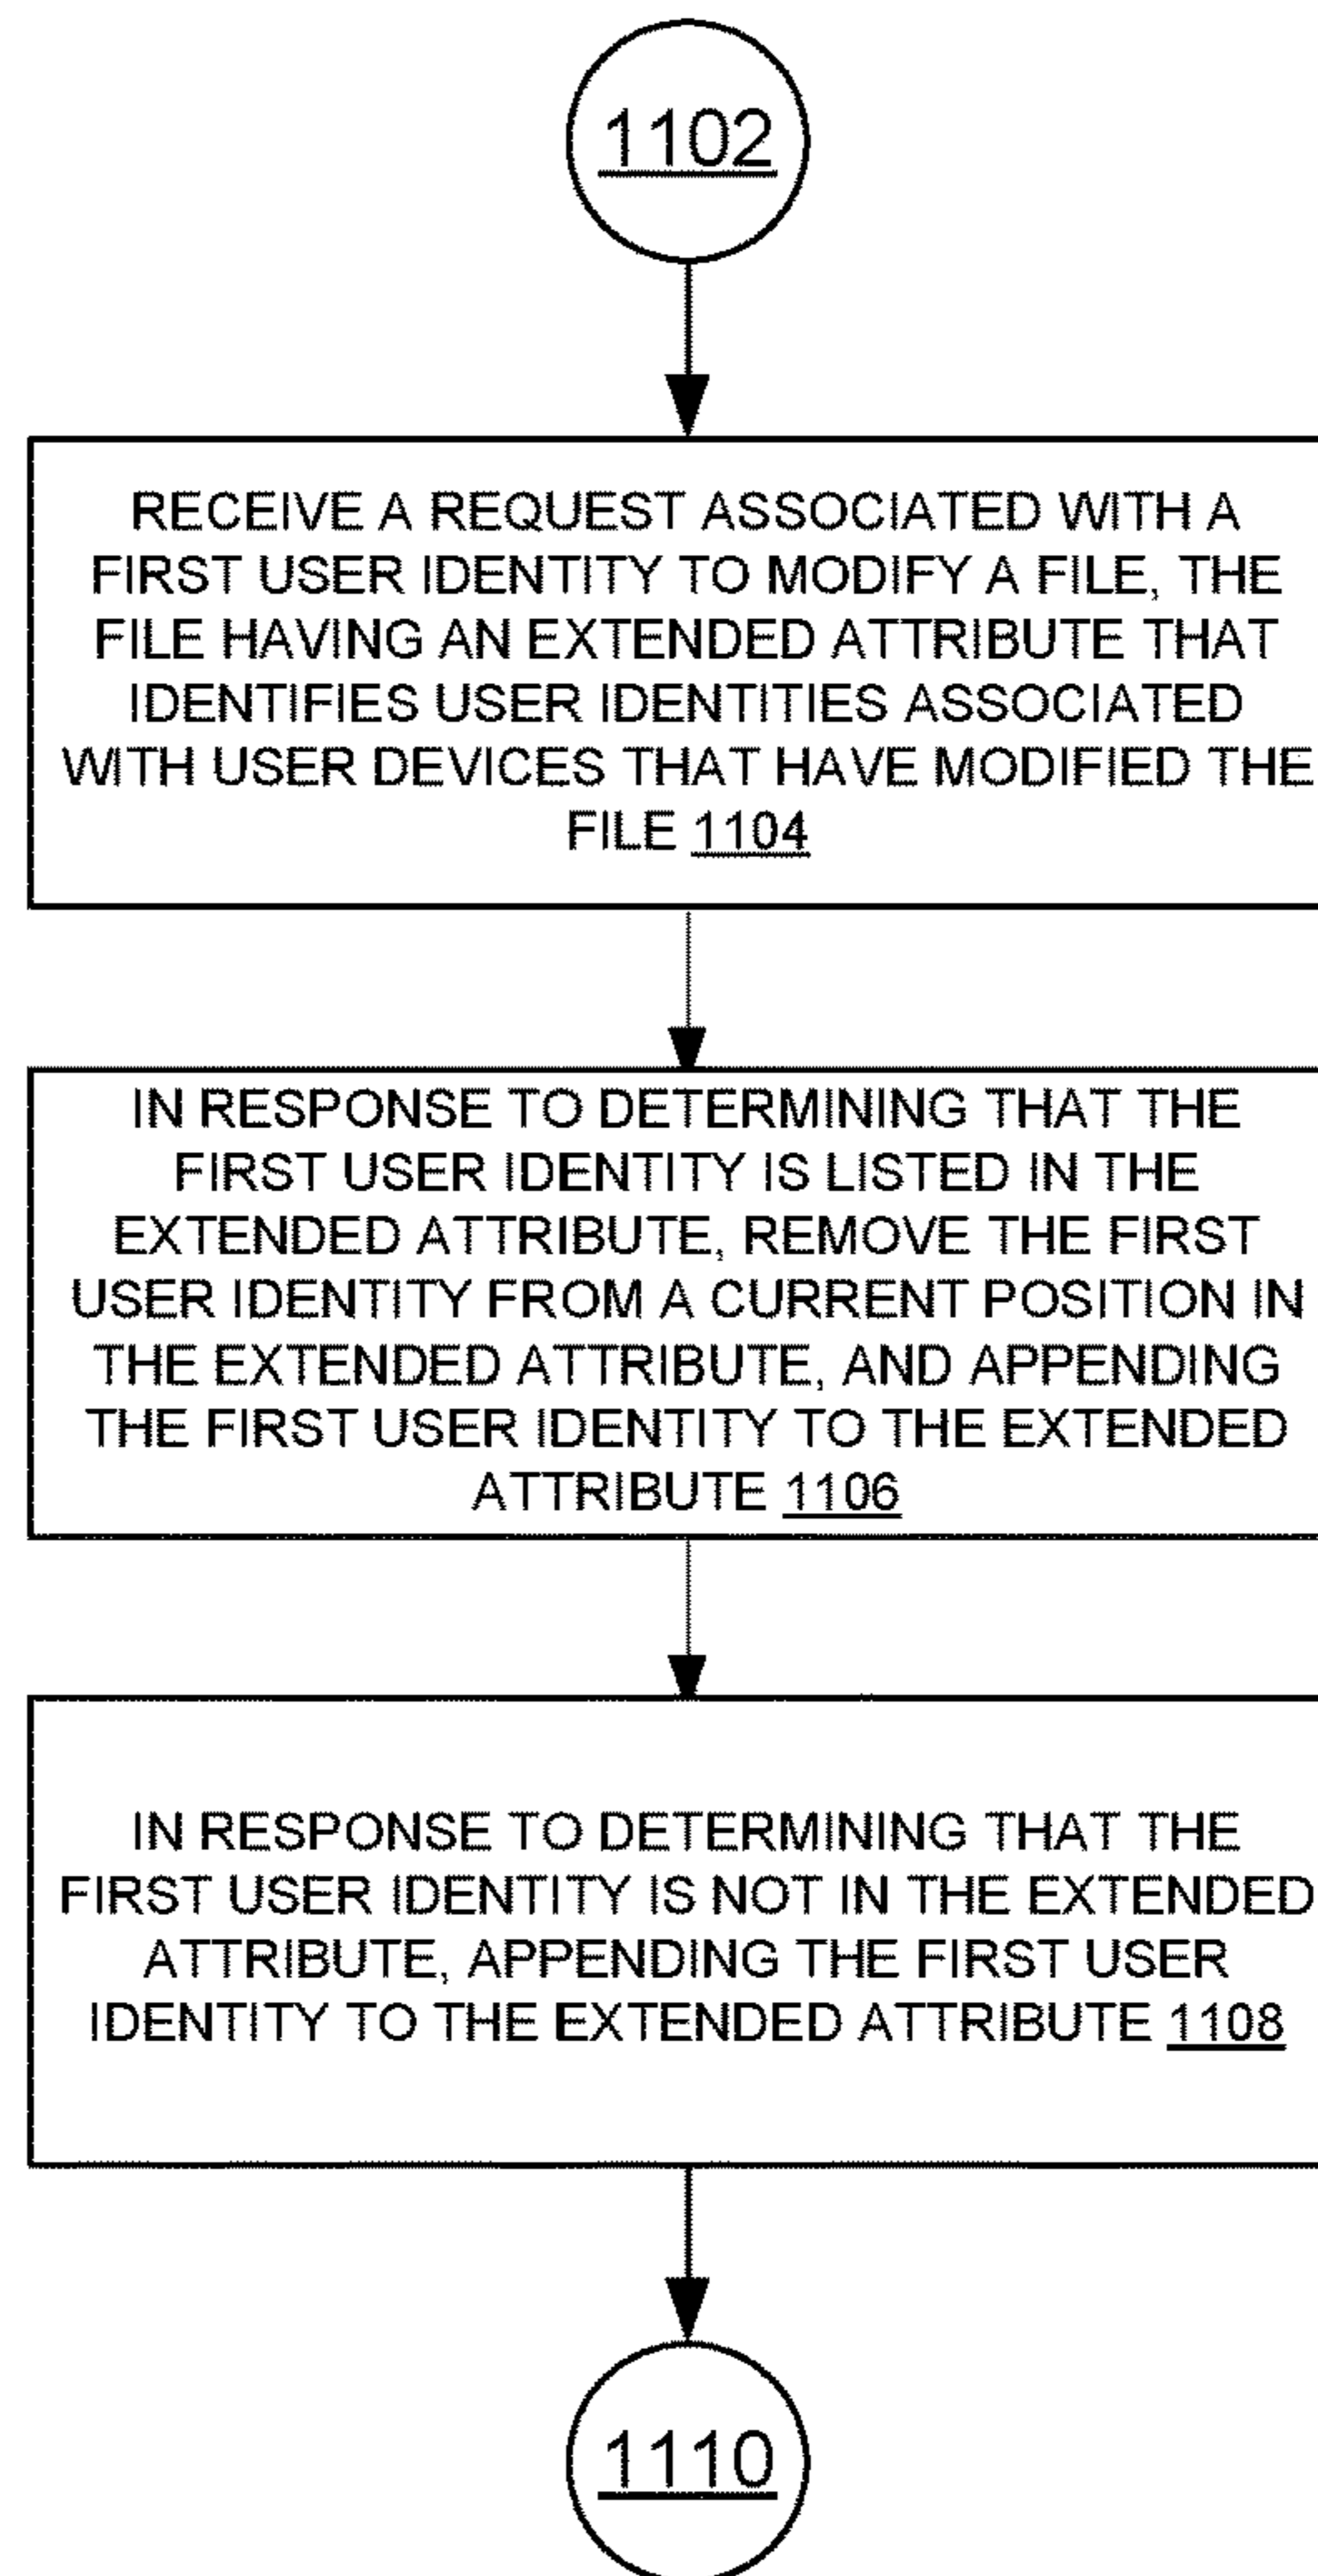 1102
RECEIVE A REQUEST ASSOCIATED WITH A
FIRST USER IDENTITY TO MODIFY A FILE, THE
FILE HAVING AN EXTENDED ATTRIBUTE THAT
IDENTIFIES USER IDENTITIES ASSOCIATED
WITH USER DEVICES THAT HAVE MODIFIED THE
FILE 1104
IN RESPONSE TO DETERMINING THAT THE
FIRST USER IDENTITY IS LISTED IN THE
EXTENDED ATTRIBUTE, REMOVE THE FIRST
USER IDENTITY FROM A CURRENT POSITION IN
THE EXTENDED ATTRIBUTE, AND APPENDING
THE FIRST USER IDENTITY TO THE EXTENDED
ATTRIBUTE 1106
IN RESPONSE TO DETERMINING THAT THE
FIRST USER IDENTITY IS NOT IN THE EXTENDED
ATTRIBUTE, APPENDING THE FIRST USER
IDENTITY TO THE EXTENDED ATTRIBUTE 1108
1110